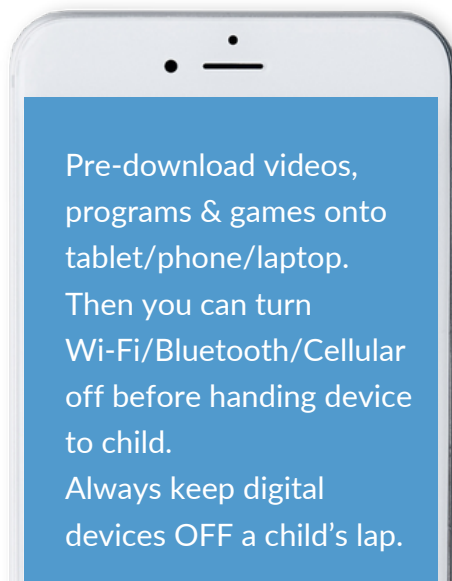 Pre-download videos,
programs & games onto
tablet/phone/laptop.
Then you can turn
Wi-Fi/Bluetooth/Cellular
off before handing device
to child.
Always keep digital
devices OFF a child’s lap.